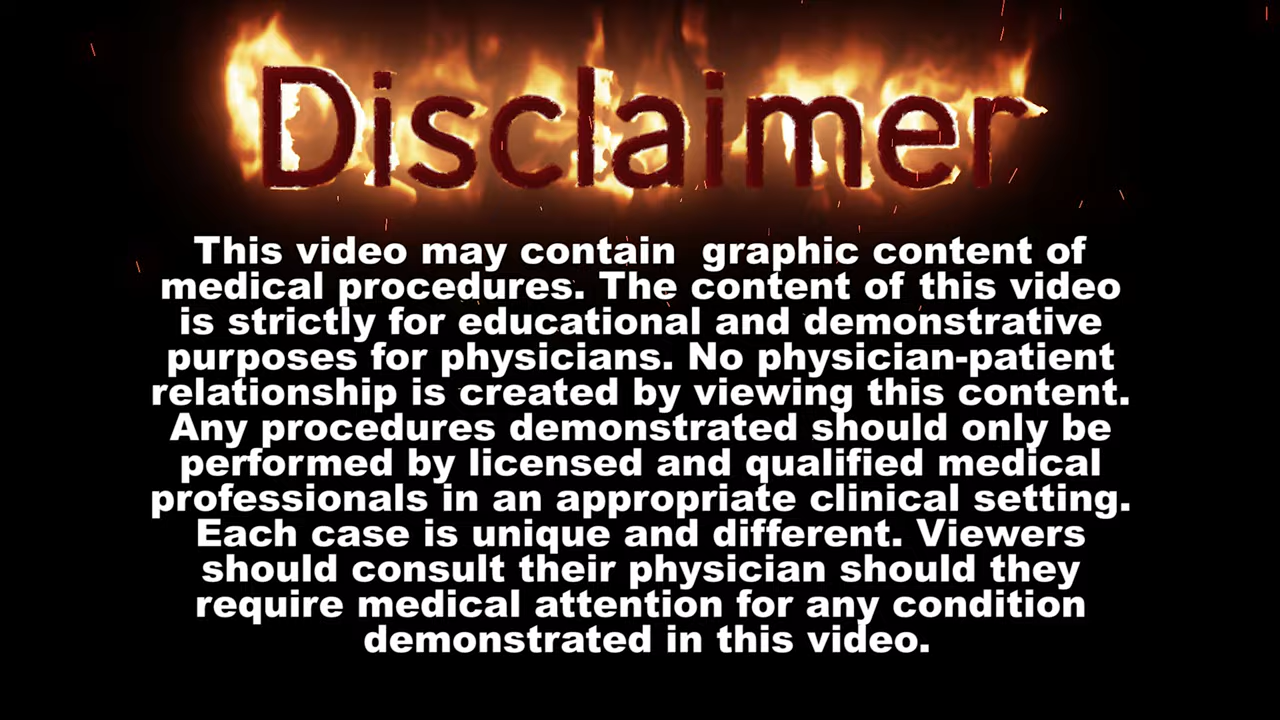 Disclaimer
This video may contain  graphic content of
medical procedures. The content of this video
is strictly for educational and demonstrative
purposes for physicians. No physician-patient
relationship is created by viewing this content.
Any procedures demonstrated should only be
performed by licensed and qualified medical
professionals in an appropriate clinical setting.
Each case is unique and different. Viewers
should consult their physician should they
require medical attention for any condition
demonstrated in this video.